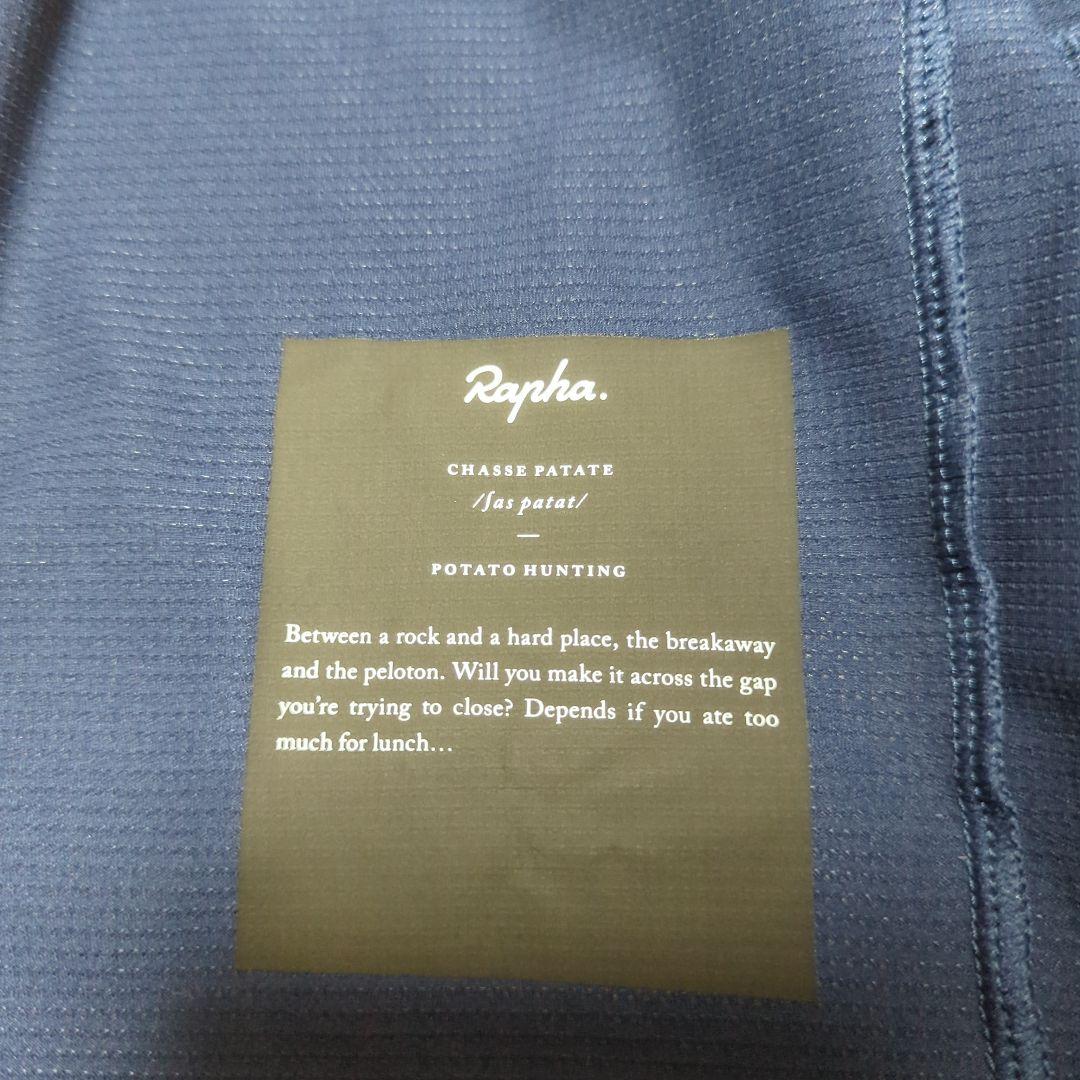 Rapha.
CHASSE PATATE
/ʃas patat/
—
POTATO HUNTING
Between a rock and a hard place, the breakaway
and the peloton. Will you make it across the gap
you're trying to close? Depends if you ate too
much for lunch...